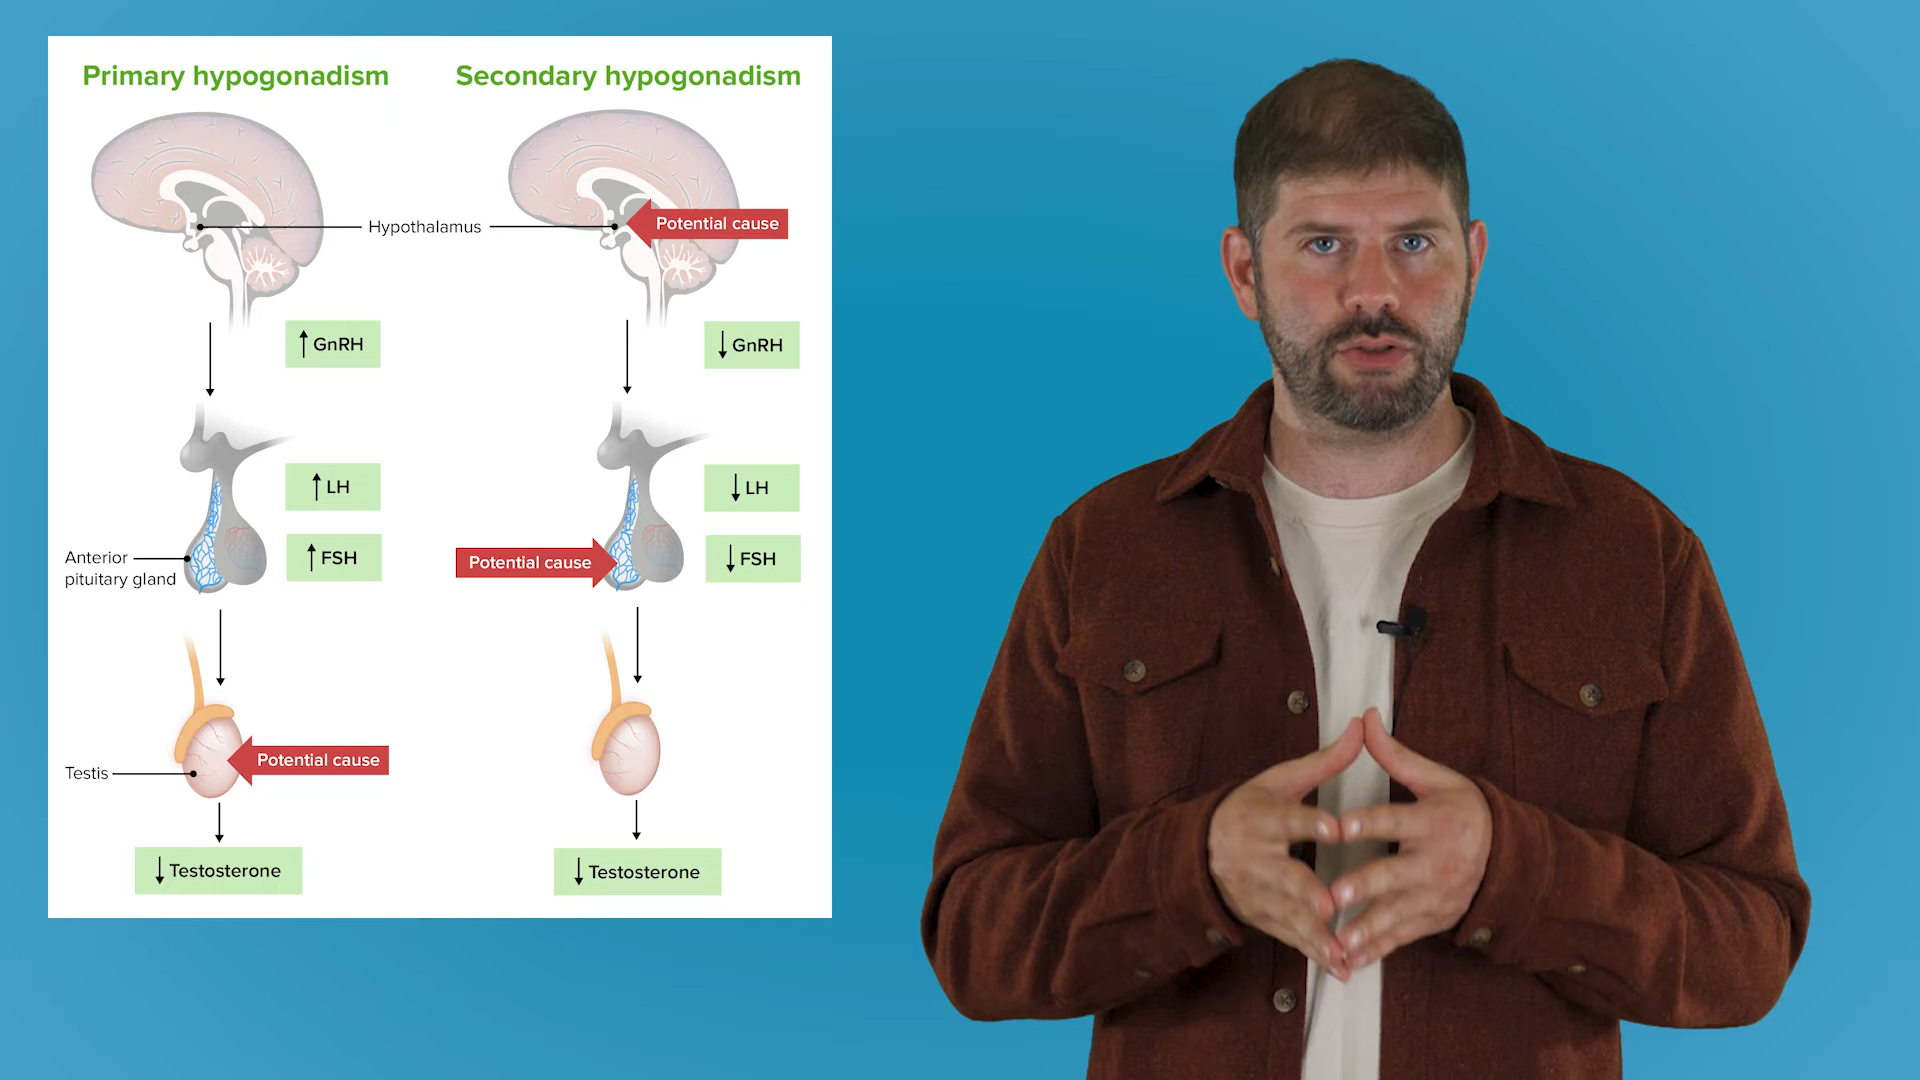 Primary hypogonadism
Secondary hypogonadism
Hypothalamus
Potential cause
↑ GnRH
↓ GnRH
↑ LH
↓ LH
Anterior
pituitary gland
↑ FSH
Potential cause
↓ FSH
Testis
Potential cause
↓ Testosterone
↓ Testosterone